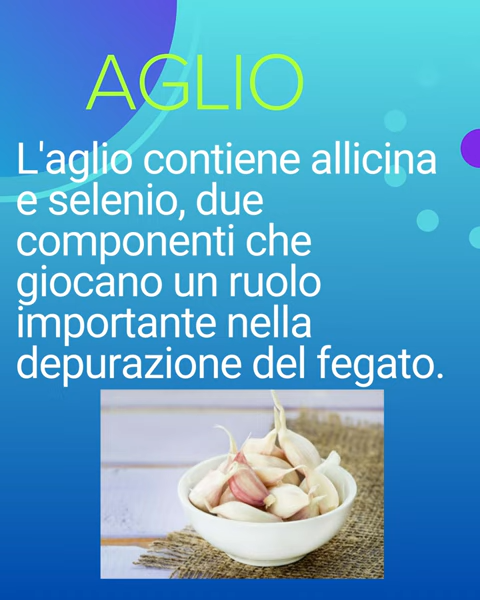 AGLIO
L'aglio contiene allicina
e selenio, due
componenti che
giocano un ruolo
importante nella
depurazione del fegato.